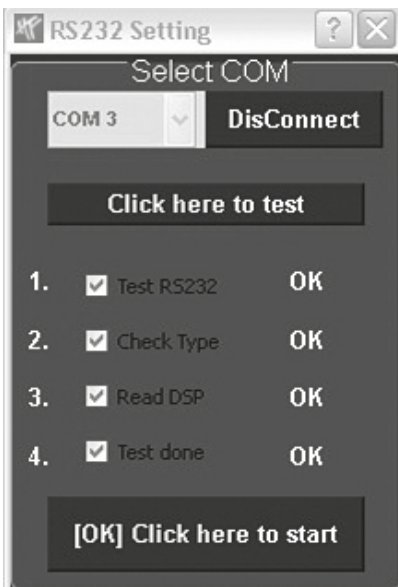 RS232 Setting
Select COM
COM 3 DisConnect
Click here to test
1. Test RS232 OK
2. Check Type OK
3. Read DSP OK
4. Test done OK
[OK] Click here to start